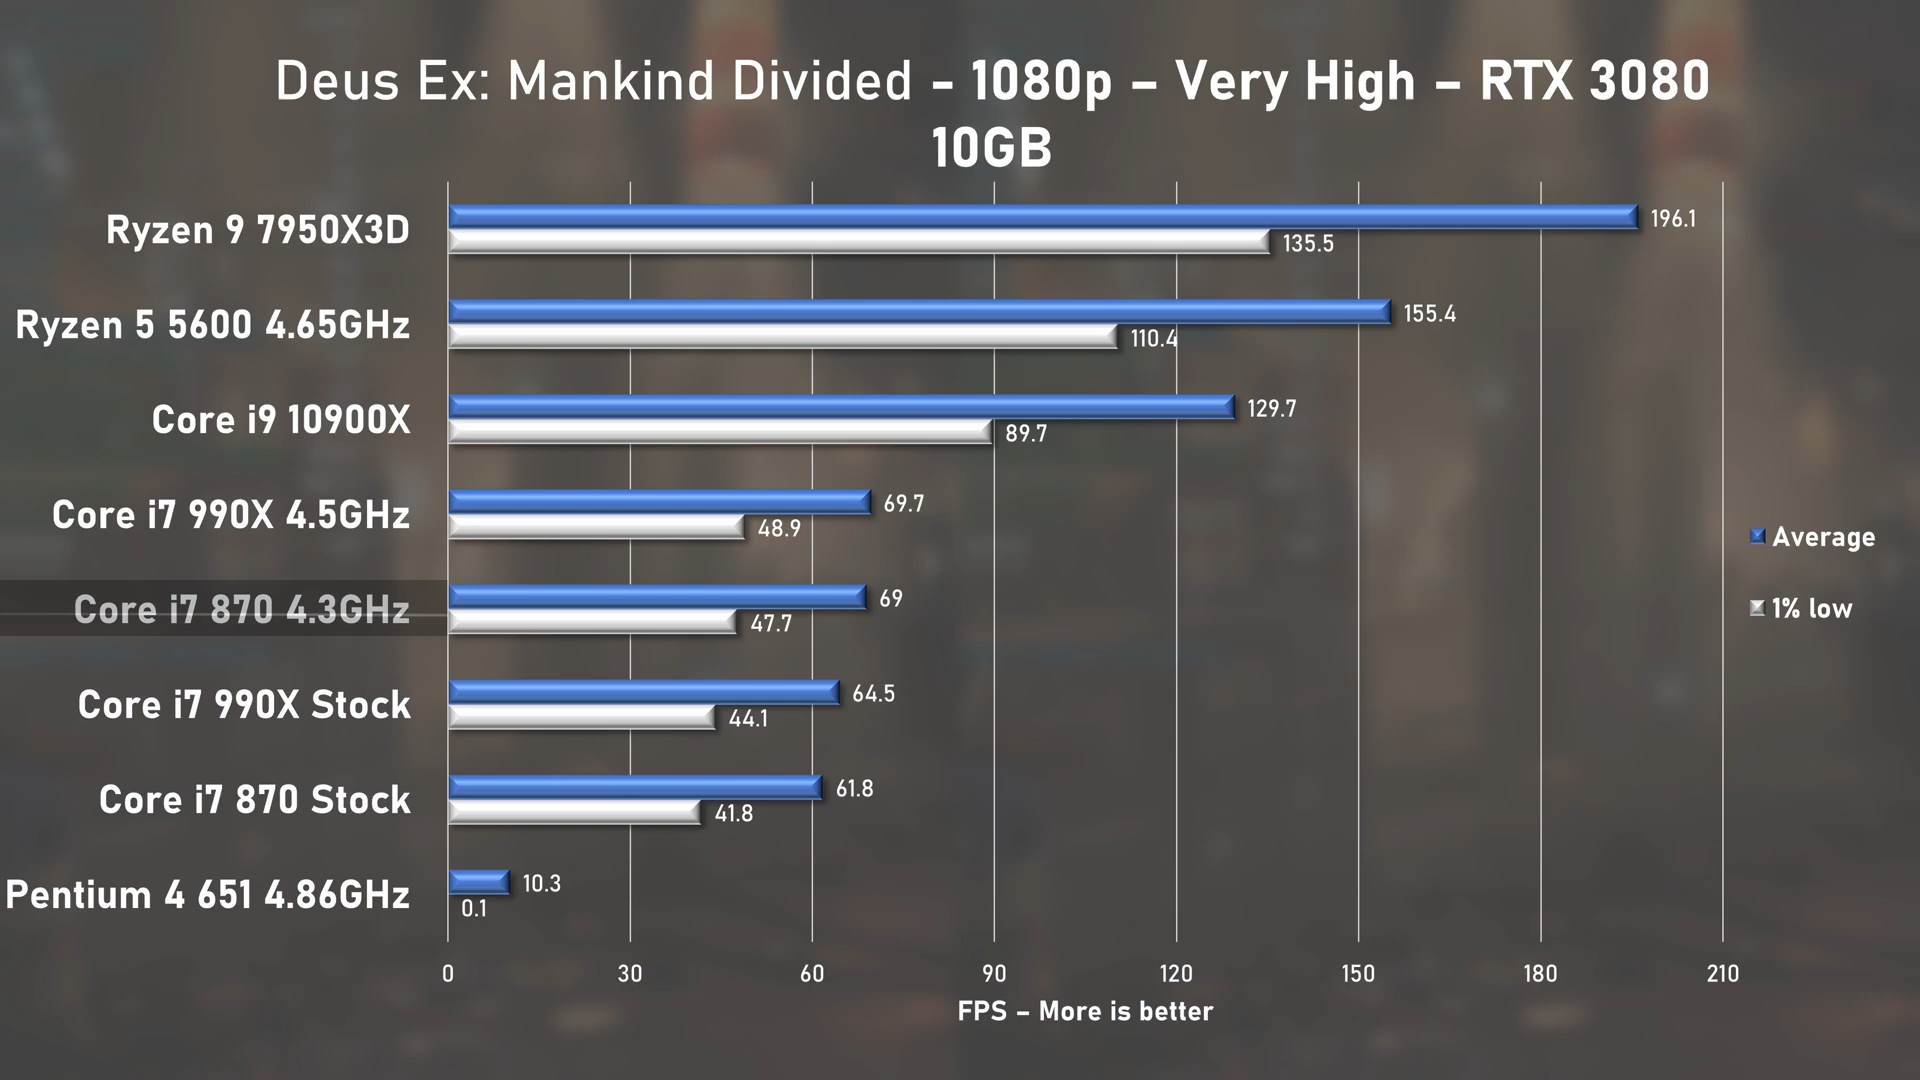 Deus Ex: Mankind Divided - 1080p – Very High – RTX 3080
10GB
Ryzen 9 7950X3D
196.1
135.5
Ryzen 5 5600 4.65GHz
155.4
110.4
Core i9 10900X
129.7
89.7
Core i7 990X 4.5GHz
69.7
48.9
Core i7 870 4.3GHz
69
47.7
Core i7 990X Stock
64.5
44.1
Core i7 870 Stock
61.8
41.8
Pentium 4 651 4.86GHz
10.3
0.1
Average
1% low
0 30 60 90 120 150 180 210
FPS – More is better